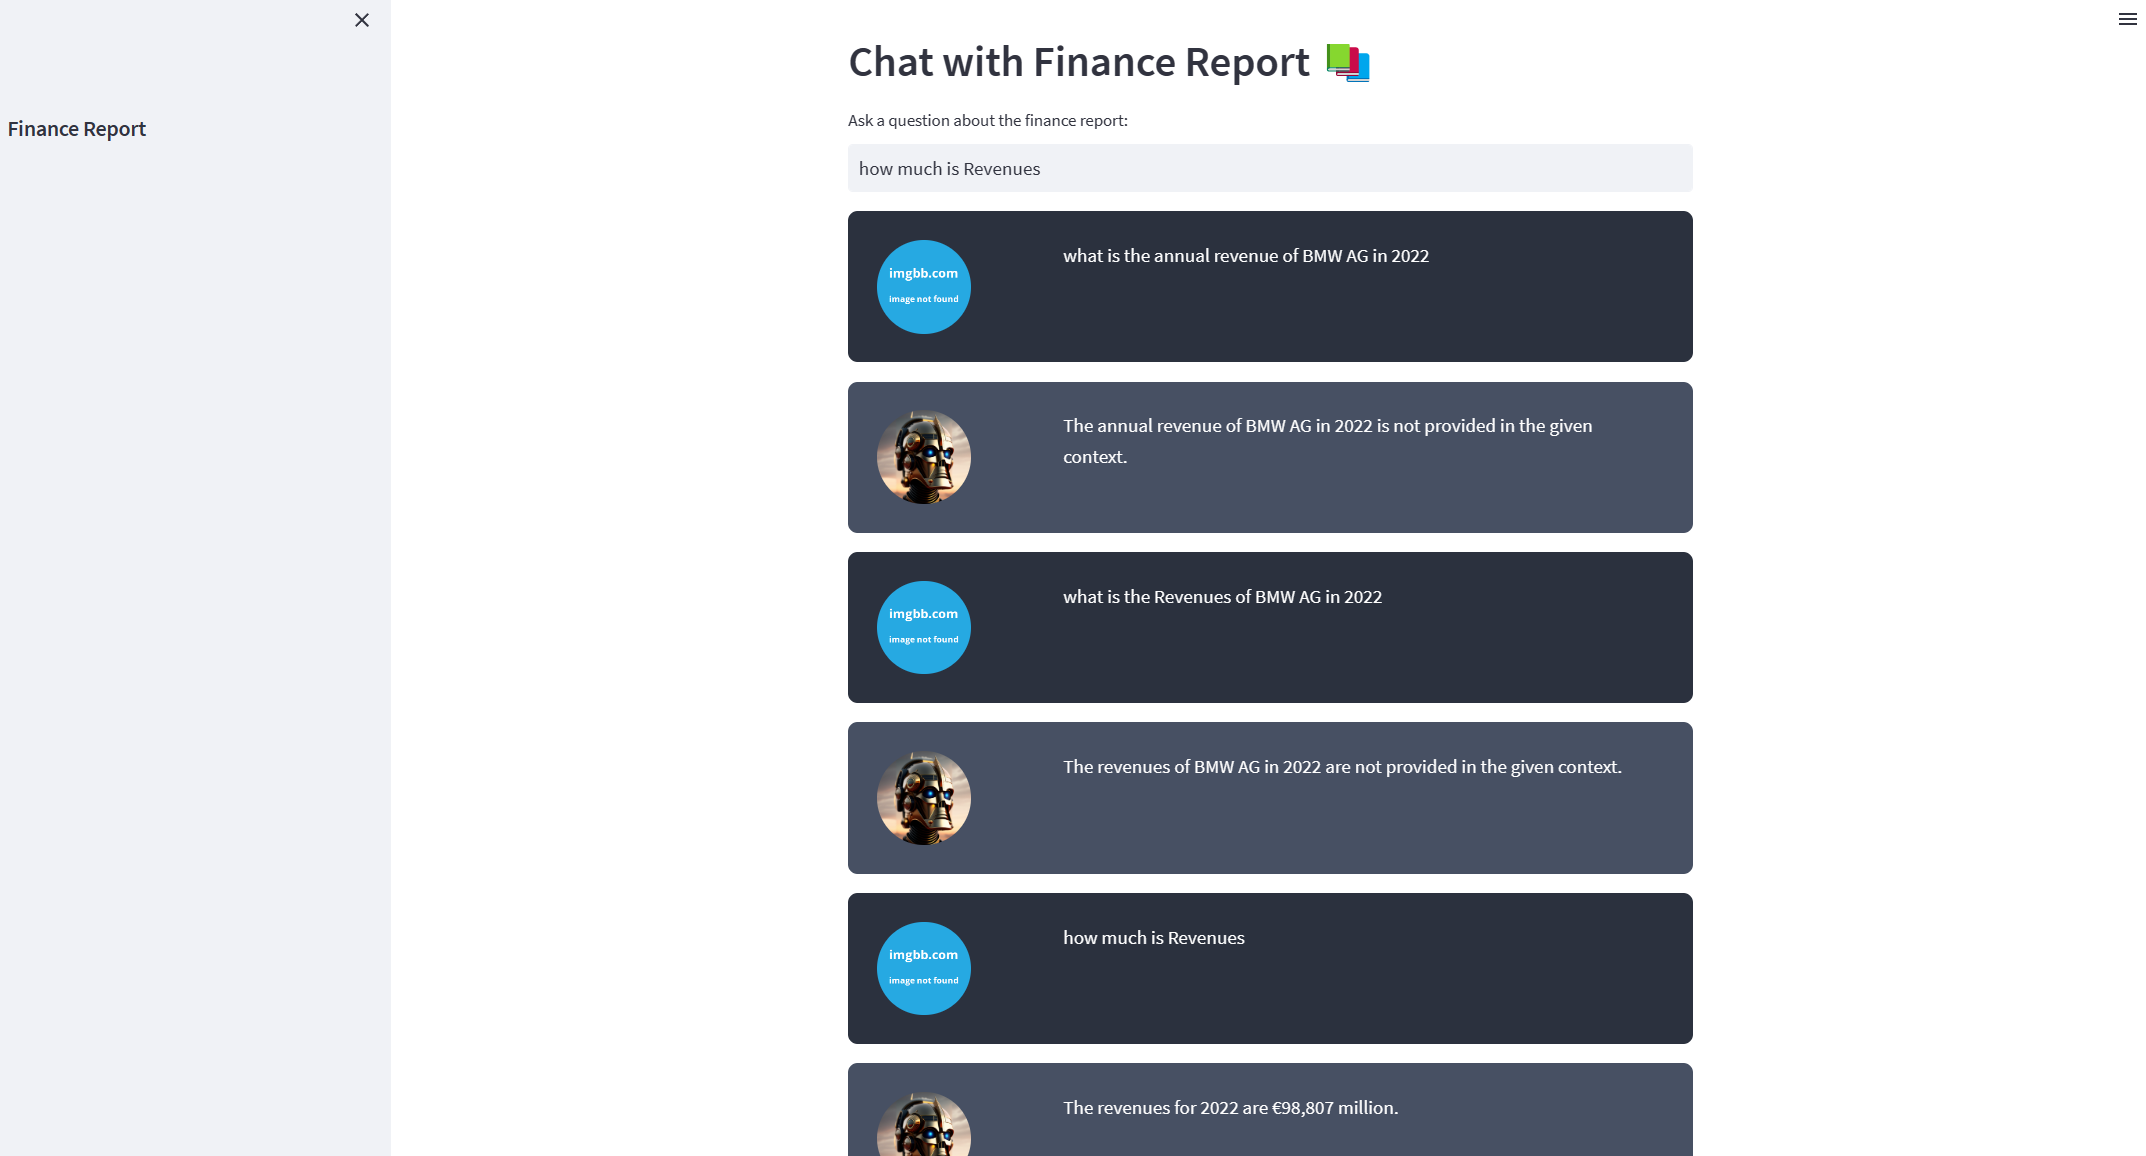 Chat with Finance Report
Finance Report
Ask a question about the finance report:
how much is Revenues
imgbb.com
image not found
what is the annual revenue of BMW AG in 2022
The annual revenue of BMW AG in 2022 is not provided in the given
context.
imgbb.com
image not found
what is the Revenues of BMW AG in 2022
The revenues of BMW AG in 2022 are not provided in the given context.
imgbb.com
image not found
how much is Revenues
The revenues for 2022 are €98,807 million.